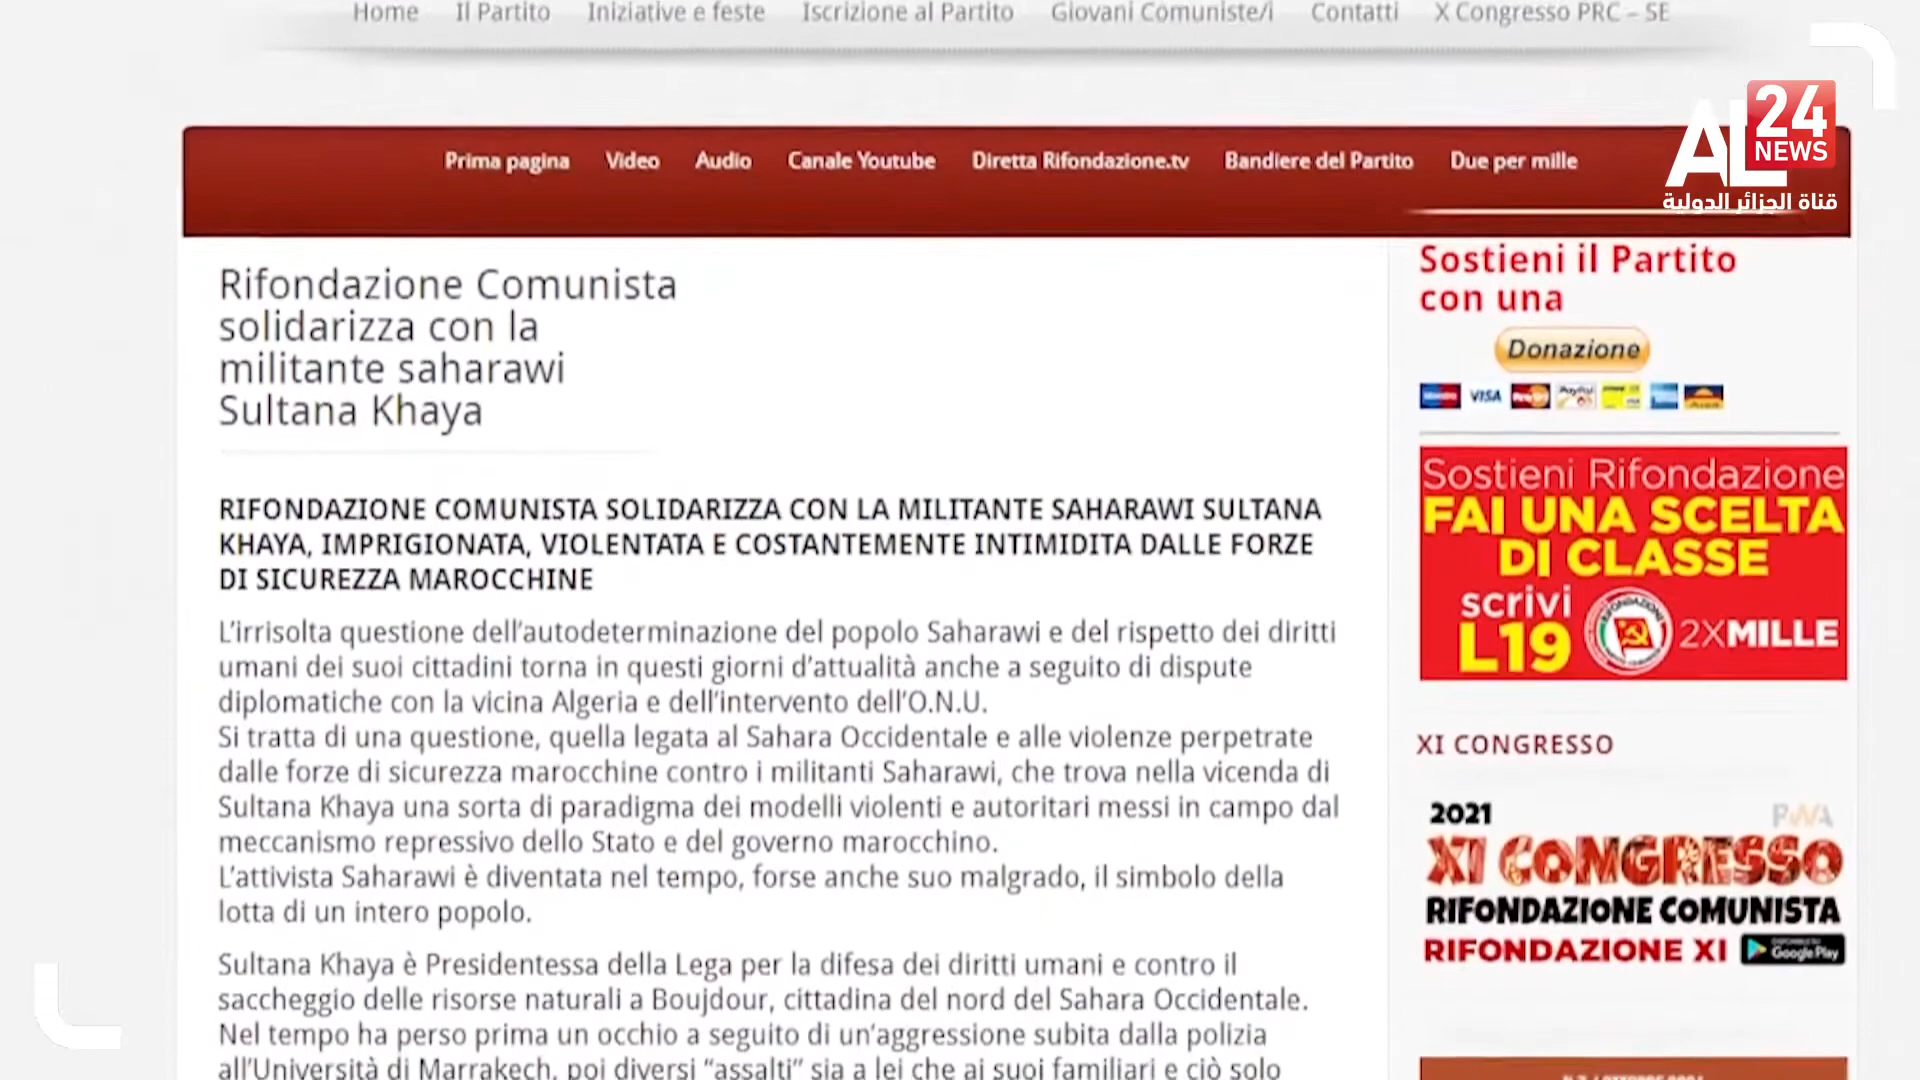 Home Il Partito Iniziative e feste Iscrizione al Partito Giovani Comuniste/i Contatti X Congresso PRC – SE
AL 24 NEWS
قناة الجزائر الدولية
Prima pagina Video Audio Canale Youtube Diretta Rifondazione.tv Bandiere del Partito Due per mille
Rifondazione Comunista
solidarizza con la
militante saharawi
Sultana Khaya
RIFONDAZIONE COMUNISTA SOLIDARIZZA CON LA MILITANTE SAHARAWI SULTANA
KHAYA, IMPRIGIONATA, VIOLENTATA E COSTANTEMENTE INTIMIDITA DALLE FORZE
DI SICUREZZA MAROCCHINE
L’irrisolta questione dell’autodeterminazione del popolo Saharawi e del rispetto dei diritti
umani dei suoi cittadini torna in questi giorni d’attualità anche a seguito di dispute
diplomatiche con la vicina Algeria e dell’intervento dell’O.N.U.
Si tratta di una questione, quella legata al Sahara Occidentale e alle violenze perpetrate
dalle forze di sicurezza marocchine contro i militanti Saharawi, che trova nella vicenda di
Sultana Khaya una sorta di paradigma dei modelli violenti e autoritari messi in campo dal
meccanismo repressivo dello Stato e del governo marocchino.
L’attivista Saharawi è diventata nel tempo, forse anche suo malgrado, il simbolo della
lotta di un intero popolo.
Sultana Khaya è Presidentessa della Lega per la difesa dei diritti umani e contro il
saccheggio delle risorse naturali a Boujdour, cittadina del nord del Sahara Occidentale.
Nel tempo ha perso prima un occhio a seguito di un’aggressione subita dalla polizia
all’Università di Marrakech, poi diversi “assalti” sia a lei che ai suoi familiari e ciò solo
Sostieni il Partito
con una
Donazione
VISA PayPal
Sostieni Rifondazione
FAI UNA SCELTA
DI CLASSE
scrivi
L19 2XMILLE
XI CONGRESSO
2021
XI CONGRESSO
RIFONDAZIONE COMUNISTA
RIFONDAZIONE XI Google Play